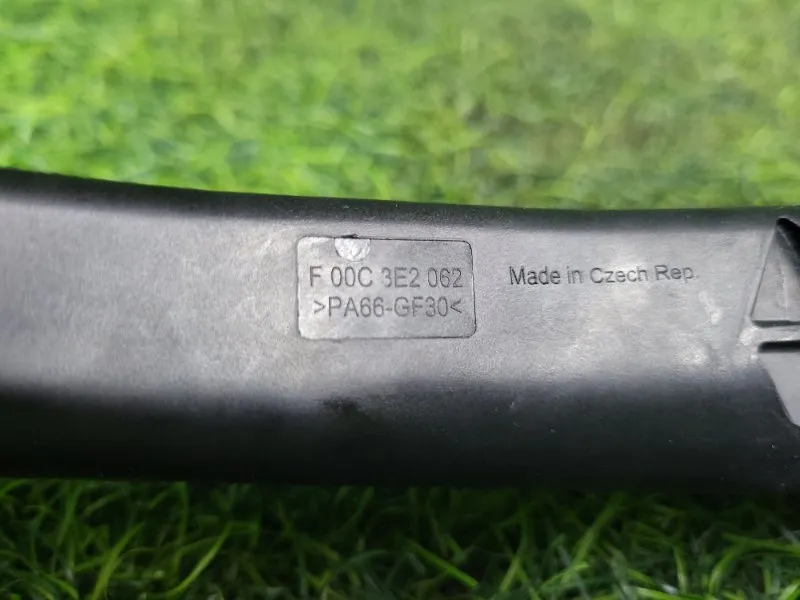 F 00C 3E2 062
>PA66-GF30<
Made in Czech Rep.